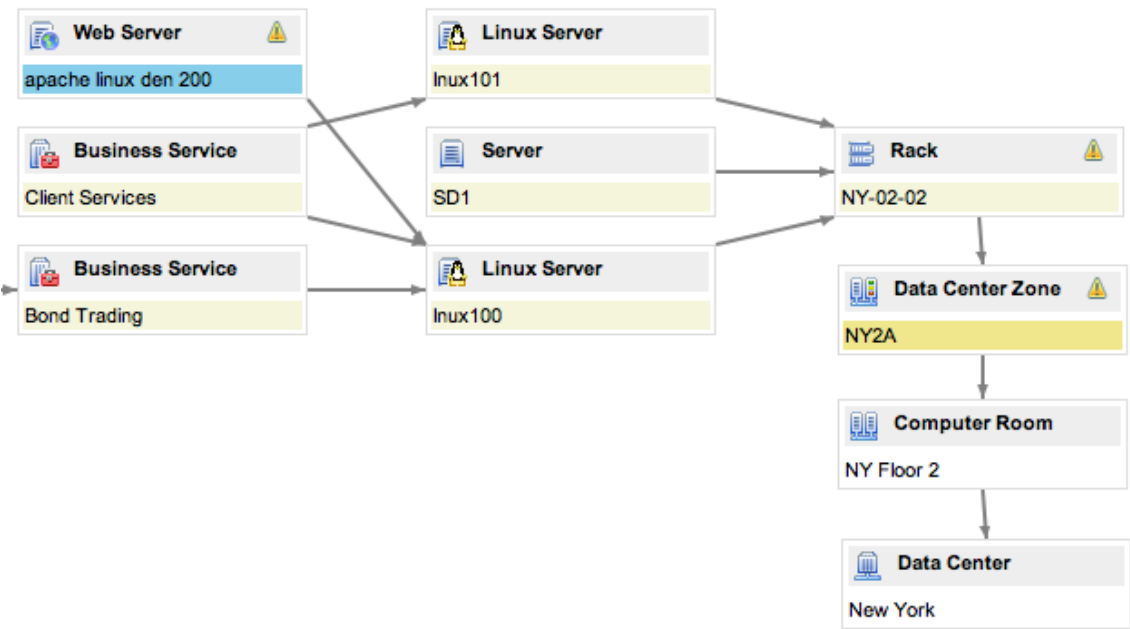 Web Server
apache linux den 200
Business Service
Client Services
Business Service
Bond Trading
Linux Server
lnux101
Server
SD1
Linux Server
lnux100
Rack
NY-02-02
Data Center Zone
NY2A
Computer Room
NY Floor 2
Data Center
New York